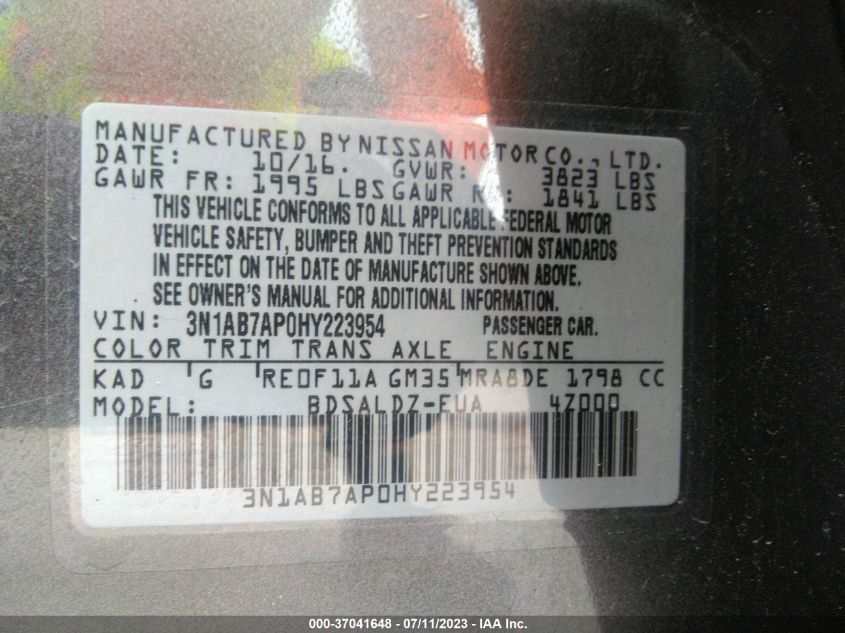 MANUFACTURED BY NISSAN MOTOR CO., LTD.
DATE: 10/16. GVWR: 3823 LBS
GAWR FR: 1995 LBS GAWR RR: 1841 LBS
THIS VEHICLE CONFORMS TO ALL APPLICABLE FEDERAL MOTOR
VEHICLE SAFETY, BUMPER AND THEFT PREVENTION STANDARDS
IN EFFECT ON THE DATE OF MANUFACTURE SHOWN ABOVE.
SEE OWNER'S MANUAL FOR ADDITIONAL INFORMATION.
VIN: 3N1AB7AP0HY223954 PASSENGER CAR.
COLOR TRIM TRANS AXLE ENGINE
KAD G RE0F11A GM35 MRA8DE 1798 CC
MODEL: BDSALDZ-EUA 4Z000
3N1AB7AP0HY223954
000-37041648 - 07/11/2023 - IAA Inc.